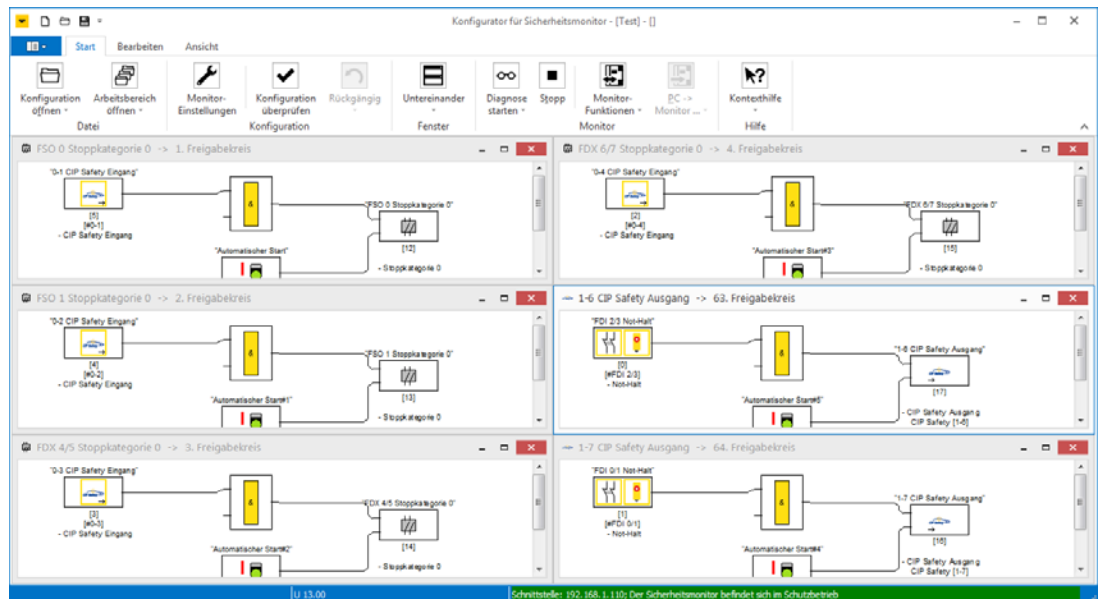 Konfigurator für Sicherheitsmonitor - [Test] - []
Start Bearbeiten Ansicht
Konfiguration öffnen
Arbeitsbereich öffnen
Monitor-Einstellungen
Konfiguration überprüfen
Rückgängig
Untereinander
Diagnose starten
Stopp
Monitor-Funktionen
PC -> Monitor ...
Kontexthilfe
Datei Konfiguration Fenster Monitor Hilfe
FSO 0 Stoppkategorie 0 -> 1. Freigabekreis
"0-1 CIP Safety Eingang"
&
[5]
[#0-1]
- CIP Safety Eingang
"FSO 0 Stoppkategorie 0"
[12]
"Automatischer Start"
- Stoppkategorie 0
FDX 6/7 Stoppkategorie 0 -> 4. Freigabekreis
"0-4 CIP Safety Eingang"
&
[2]
[#0-4]
- CIP Safety Eingang
"FDX 6/7 Stoppkategorie 0"
[15]
"Automatischer Start#3"
- Stoppkategorie 0
FSO 1 Stoppkategorie 0 -> 2. Freigabekreis
"0-2 CIP Safety Eingang"
&
[4]
[#0-2]
- CIP Safety Eingang
"FSO 1 Stoppkategorie 0"
[13]
"Automatischer Start#1"
- Stoppkategorie 0
1-6 CIP Safety Ausgang -> 63. Freigabekreis
"FDI 2/3 Not-Halt"
&
[0]
[#FDI 2/3]
- Not-Halt
"1-6 CIP Safety Ausgang"
[17]
"Automatischer Start#5"
- CIP Safety Ausgang
CIP Safety [1-6]
FDX 4/5 Stoppkategorie 0 -> 3. Freigabekreis
"0-3 CIP Safety Eingang"
&
[3]
[#0-3]
- CIP Safety Eingang
"FDX 4/5 Stoppkategorie 0"
[14]
"Automatischer Start#2"
- Stoppkategorie 0
1-7 CIP Safety Ausgang -> 64. Freigabekreis
"FDI 0/1 Not-Halt"
&
[1]
[#FDI 0/1]
- Not-Halt
"1-7 CIP Safety Ausgang"
[16]
"Automatischer Start#4"
- CIP Safety Ausgang
CIP Safety [1-7]
U 13.00
Schnittstelle: 192.168.1.110; Der Sicherheitsmonitor befindet sich im Schutzbetrieb